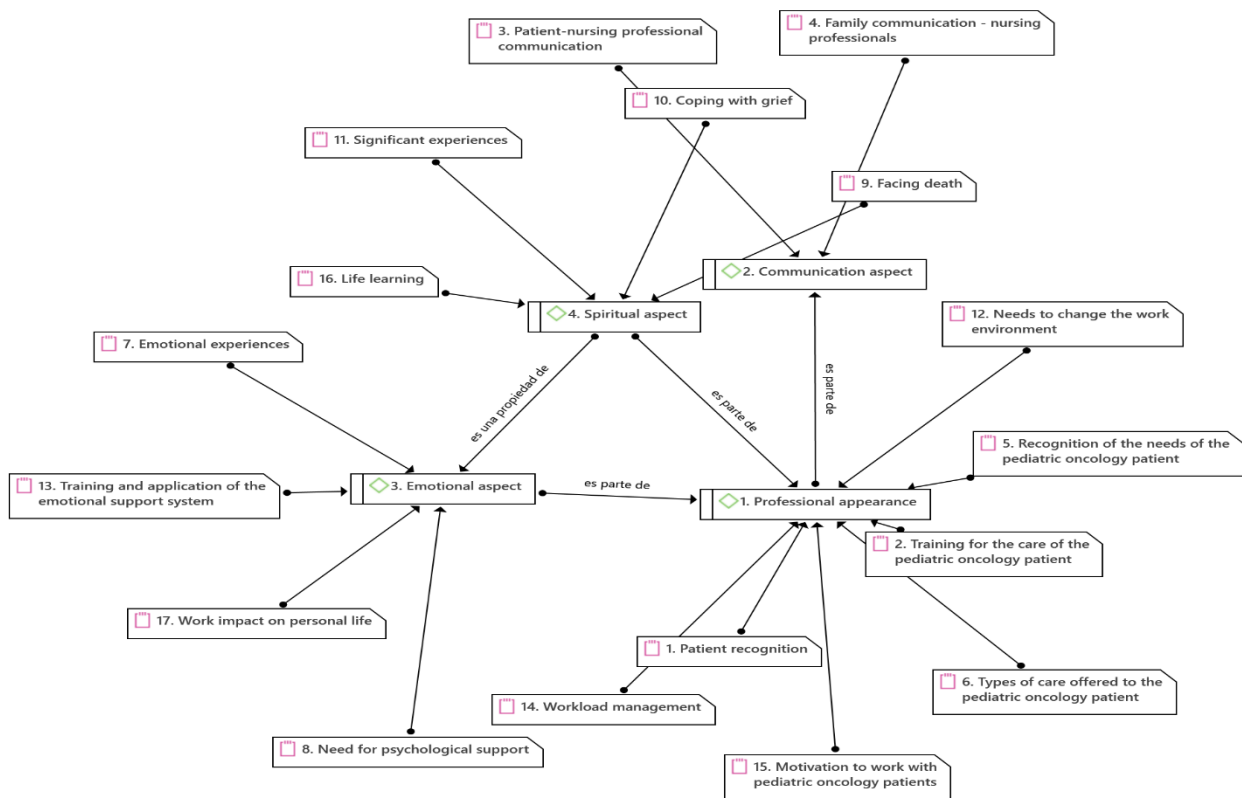 3. Patient-nursing professional
communication
4. Family communication - nursing
professionals
10. Coping with grief
11. Significant experiences
9. Facing death
16. Life learning
2. Communication aspect
4. Spiritual aspect
12. Needs to change the work
environment
7. Emotional experiences
es una propiedad de
es parte de
es parte de
5. Recognition of the needs of the
pediatric oncology patient
13. Training and application of the
emotional support system
3. Emotional aspect
es parte de
1. Professional appearance
2. Training for the care of the
pediatric oncology patient
17. Work impact on personal life
1. Patient recognition
6. Types of care offered to the
pediatric oncology patient
14. Workload management
8. Need for psychological support
15. Motivation to work with
pediatric oncology patients